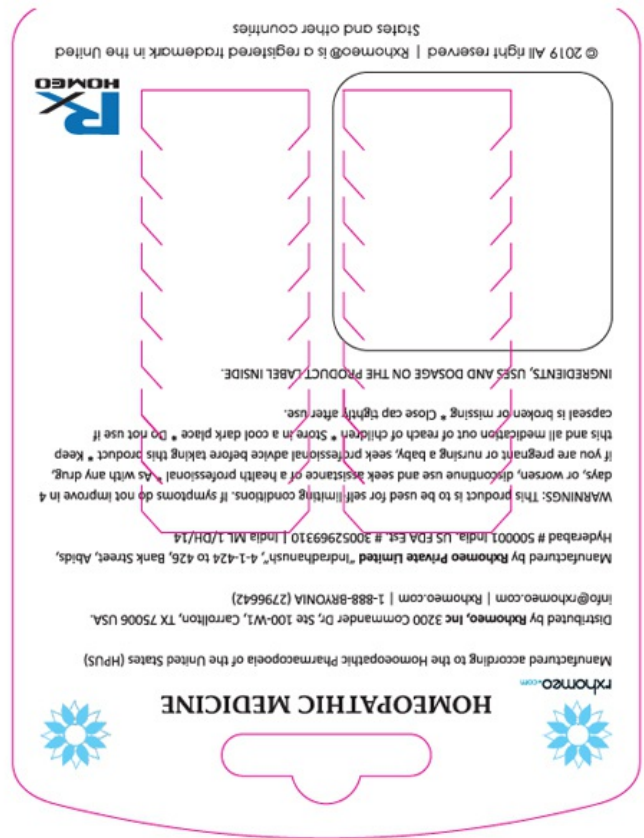 HOMEOPATHIC MEDICINE
rxhomeo.com
Manufactured according to the Homoeopathic Pharmacopoeia of the United States (HPUS)
Distributed by Rxhomeo, Inc 3200 Commander Dr, Ste 100-W1, Carrollton, TX 75006 USA.
info@rxhomeo.com | Rxhomeo.com | 1-888-BRYONIA (2796642)
Manufactured by Rxhomeo Private Limited "Indradhanush", 4-1-424 to 426, Bank Street, Abids,
Hyderabad # 500001 India. US FDA Est. # 30052969310 | India ML 1/DH/14
WARNINGS: This product is to be used for self-limiting conditions. If symptoms do not improve in 4
days, or worsen, discontinue use and seek assistance of a health professional * As with any drug,
if you are pregnant or nursing a baby, seek professional advice before taking this product * Keep
this and all medication out of reach of children * Store in a cool dark place * Do not use if
capseal is broken or missing * Close cap tightly after use.
INGREDIENTS, USES AND DOSAGE ON THE PRODUCT LABEL INSIDE.
Rx
HOMEO
© 2019 All right reserved | Rxhomeo® is a registered trademark in the United
States and other countries